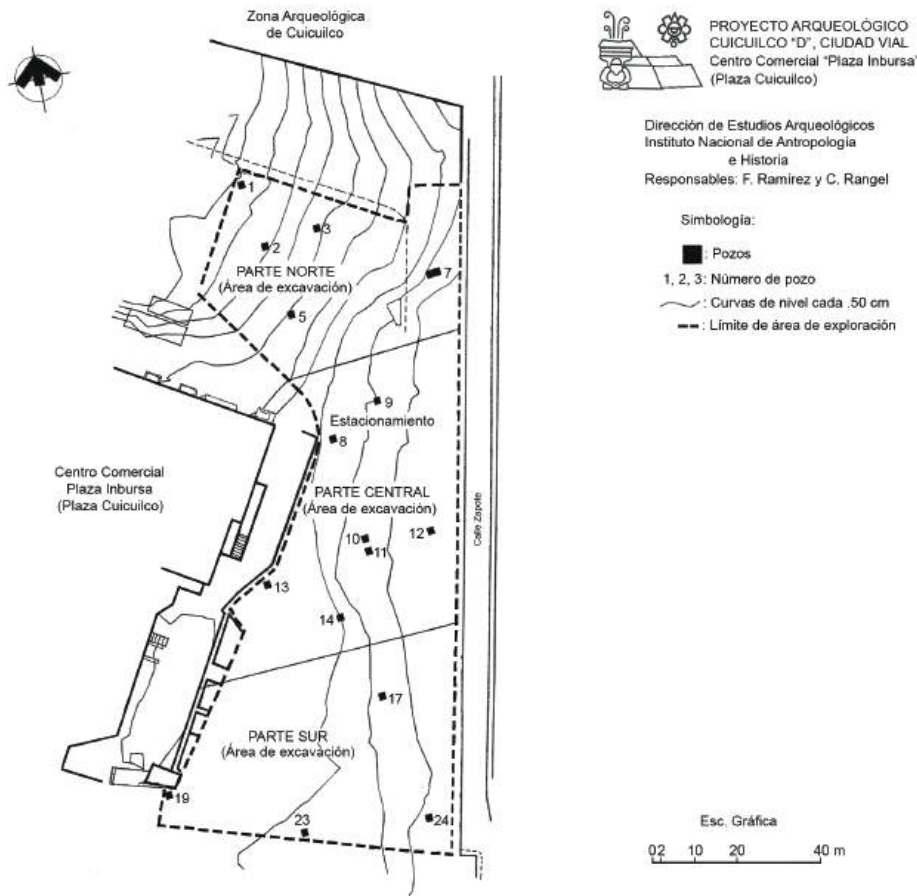 Zona Arqueológica
de Cuicuilco
PROYECTO ARQUEOLÓGICO
CUICUILCO "D", CIUDAD VIAL
Centro Comercial "Plaza Inbursa"
(Plaza Cuicuilco)
Dirección de Estudios Arqueológicos
Instituto Nacional de Antropología
e Historia
Responsables: F. Ramírez y C. Rangel
Simbología:
: Pozos
1, 2, 3: Número de pozo
: Curvas de nivel cada .50 cm
: Límite de área de exploración
1
3
2
PARTE NORTE
(Área de excavación)
7
5
9
Estacionamiento
8
Centro Comercial
Plaza Inbursa
(Plaza Cuicuilco)
PARTE CENTRAL
(Área de excavación)
10
11
12
Calle Zapote
13
14
17
PARTE SUR
(Área de excavación)
19
23
24
Esc. Gráfica
02 10 20 40 m